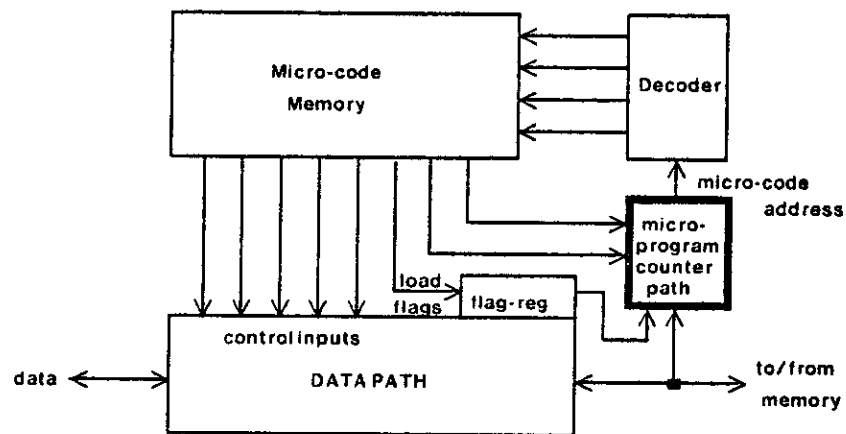 Micro-code
Memory
Decoder
micro-code
address
micro-
program
counter
path
load
flags
flag-reg
control inputs
DATA PATH
data
to/from
memory